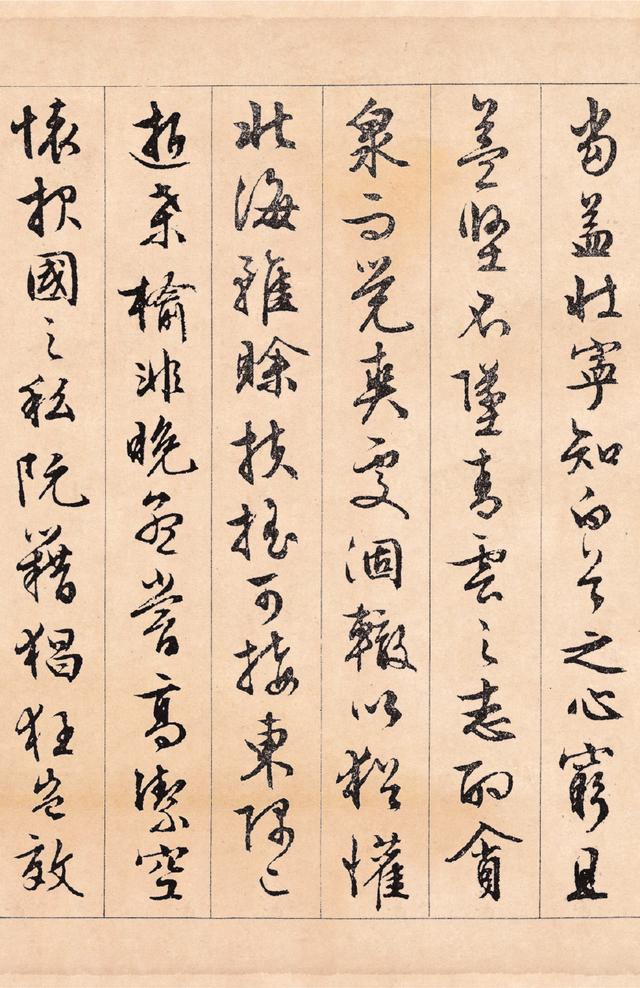 當益壯寧知白首之心窮且
益堅不墜青雲之志酌貪
泉而覺爽處涸轍以猶懽
北海雖賒扶搖可接東隅已
逝桑榆非晚孟嘗高潔空
懷報國之私阮籍猖狂豈效